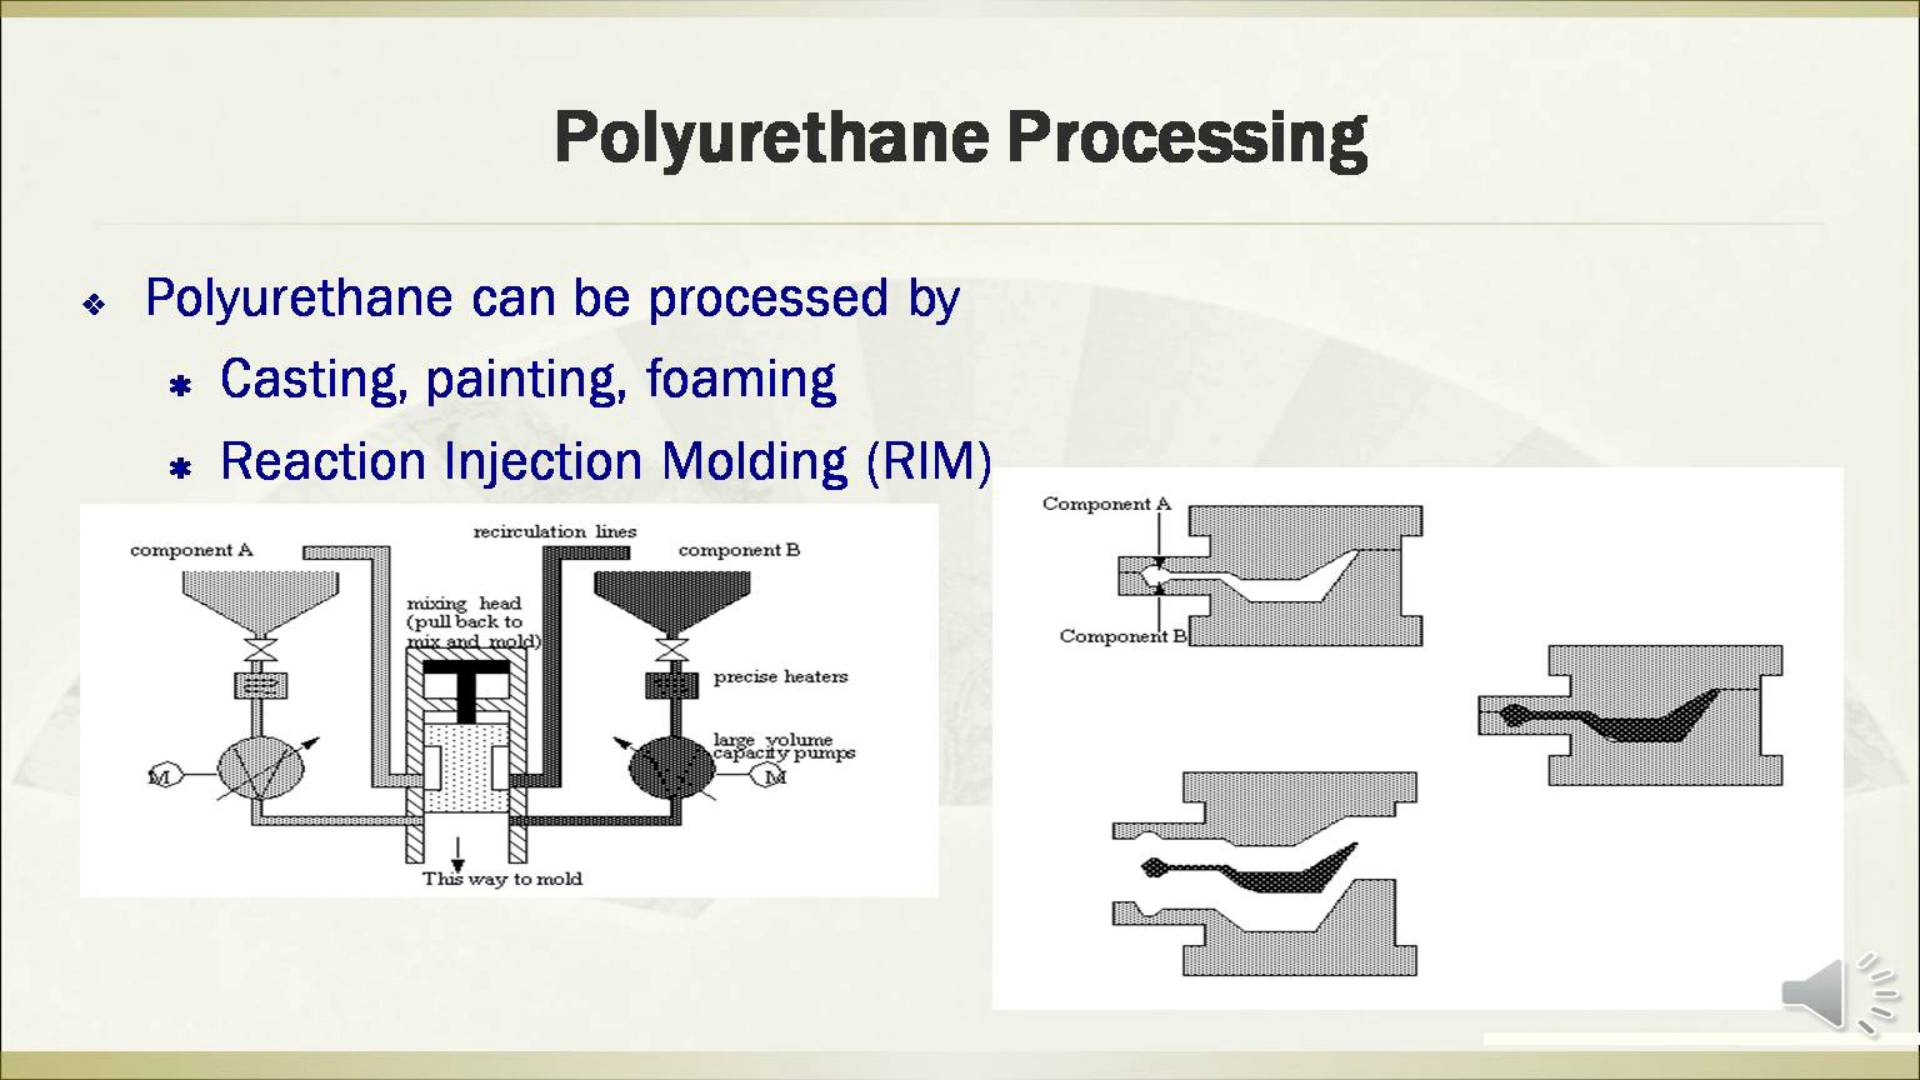 Polyurethane Processing
Polyurethane can be processed by
Casting, painting, foaming
Reaction Injection Molding (RIM)
recirculation lines
component A
component B
mixing head
(pull back to
mix and mold)
precise heaters
large volume
capacity pumps
M
M
This way to mold
Component A
Component B